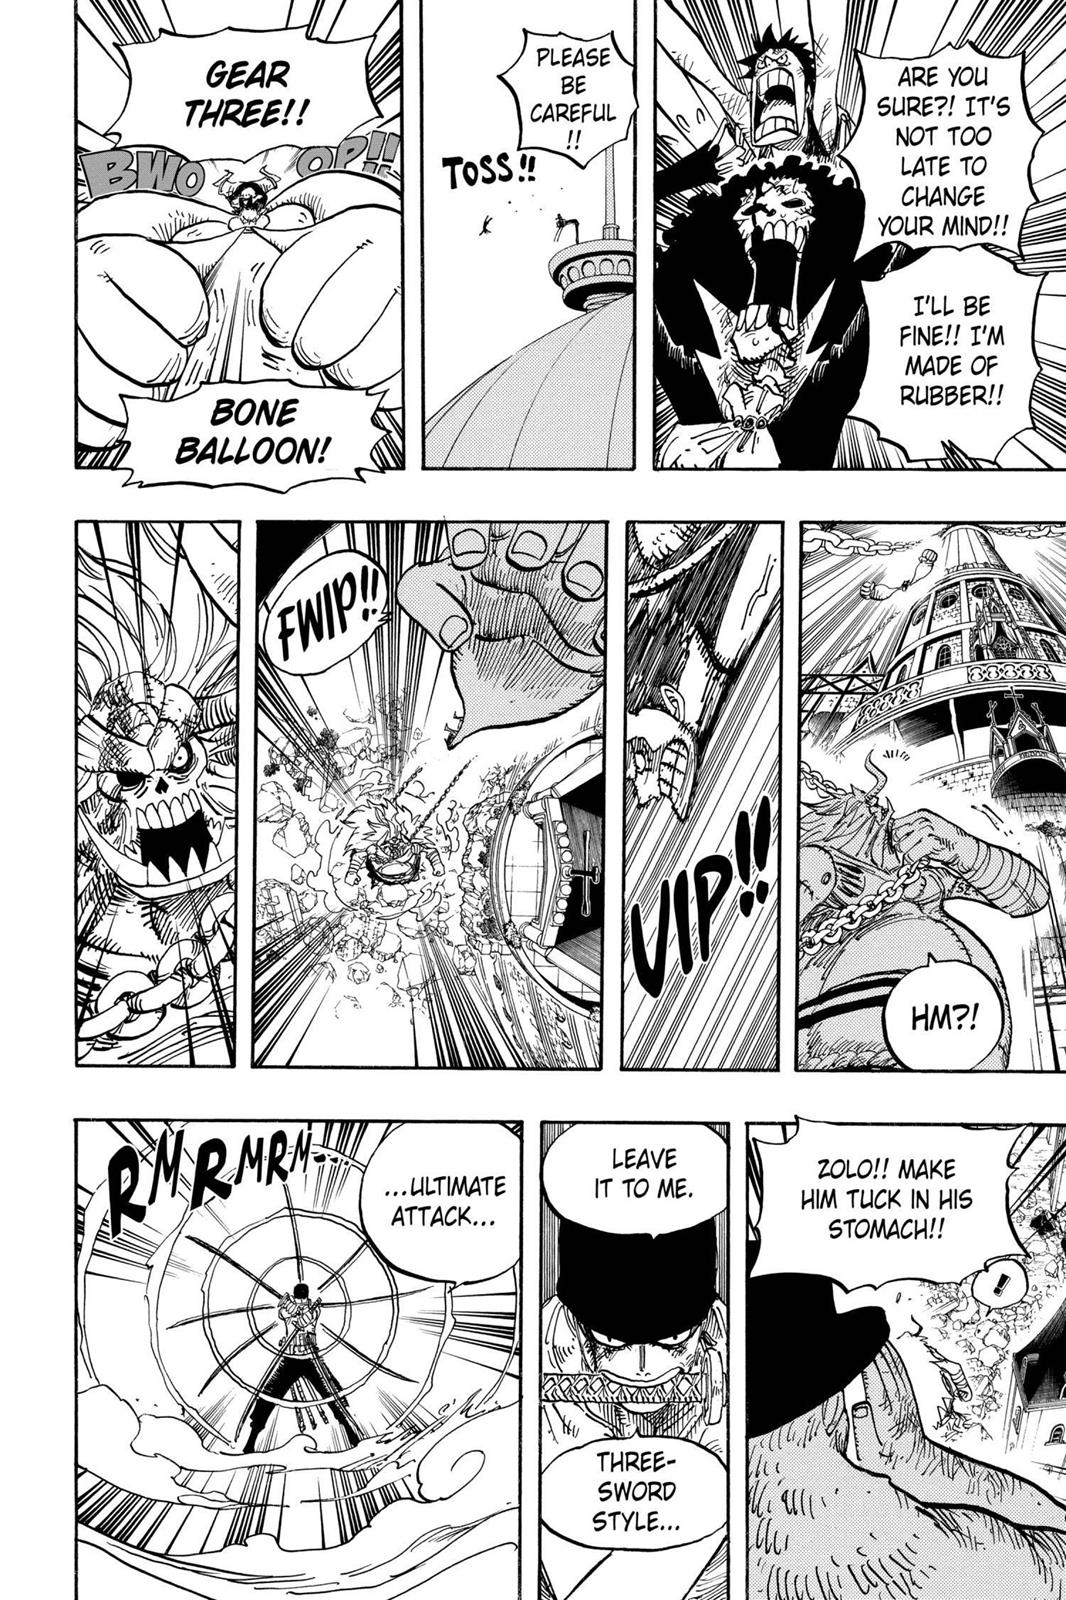 ARE YOU
SURE?! IT'S
NOT TOO
LATE TO
CHANGE
YOUR MIND!!
I'LL BE
FINE!! I'M
MADE OF
RUBBER!!
PLEASE
BE
CAREFUL
!!
TOSS!!
GEAR
THREE!!
BWO OP!!
BONE
BALLOON!
HM?!
VIP!!
FWIP!!
ZOLO!! MAKE
HIM TUCK IN HIS
STOMACH!!
!
LEAVE
IT TO ME.
THREE-
SWORD
STYLE...
...ULTIMATE
ATTACK...
RMRMRM...